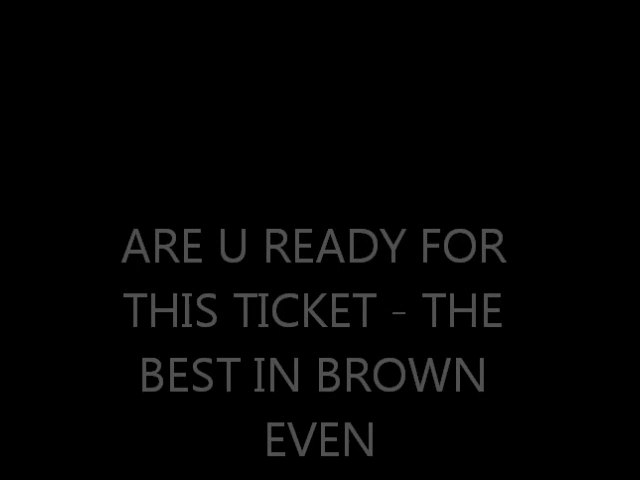 ARE U READY FOR
THIS TICKET - THE
BEST IN BROWN
EVEN